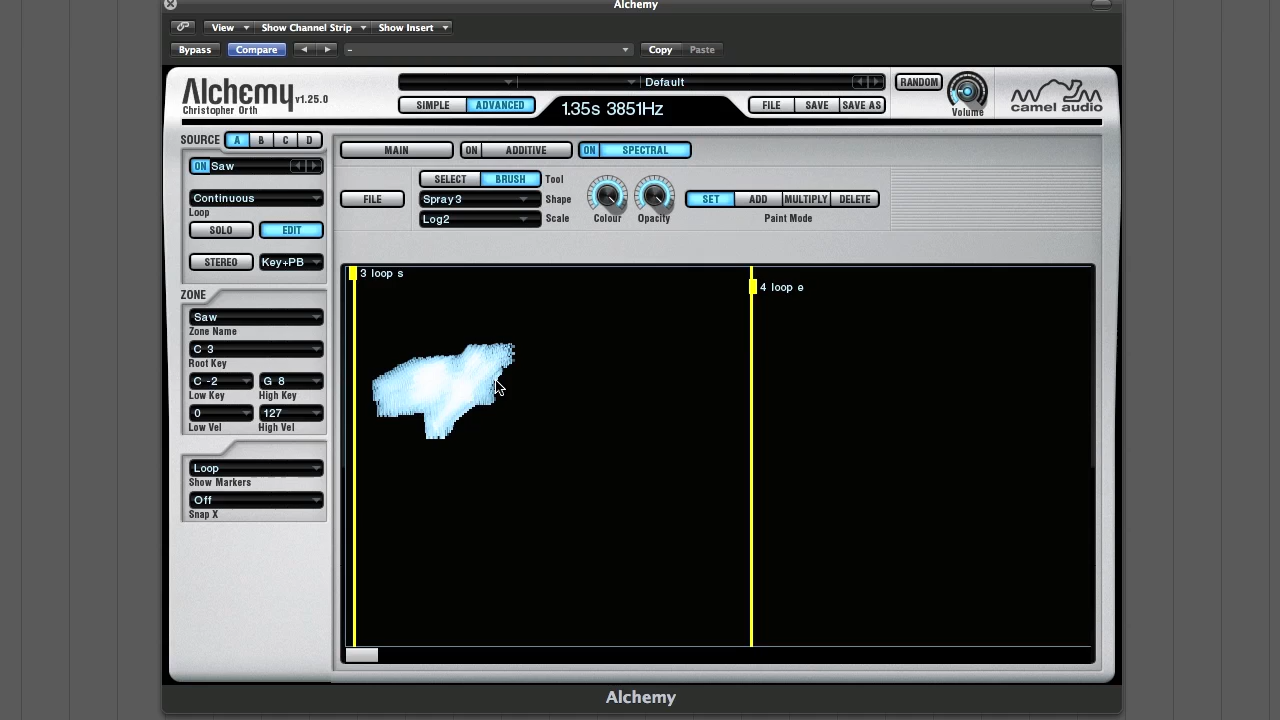 Alchemy
View Show Channel Strip Show Insert
Bypass Compare - Copy Paste
Alchemy v1.25.0
Christopher Orth
Default
SIMPLE ADVANCED
1.35s 3851Hz
RANDOM
FILE SAVE SAVE AS
Volume
camel audio
SOURCE A B C D
ON Saw
Continuous
Loop
SOLO EDIT
STEREO Key+PB
ZONE
Saw
Zone Name
C 3
Root Key
C -2 G 8
Low Key High Key
0 127
Low Vel High Vel
Loop
Show Markers
Off
Snap X
MAIN ON ADDITIVE ON SPECTRAL
FILE
SELECT BRUSH Tool
Spray3 Shape
Log2 Scale
Colour Opacity
SET ADD MULTIPLY DELETE
Paint Mode
3 loop s
4 loop e
Alchemy